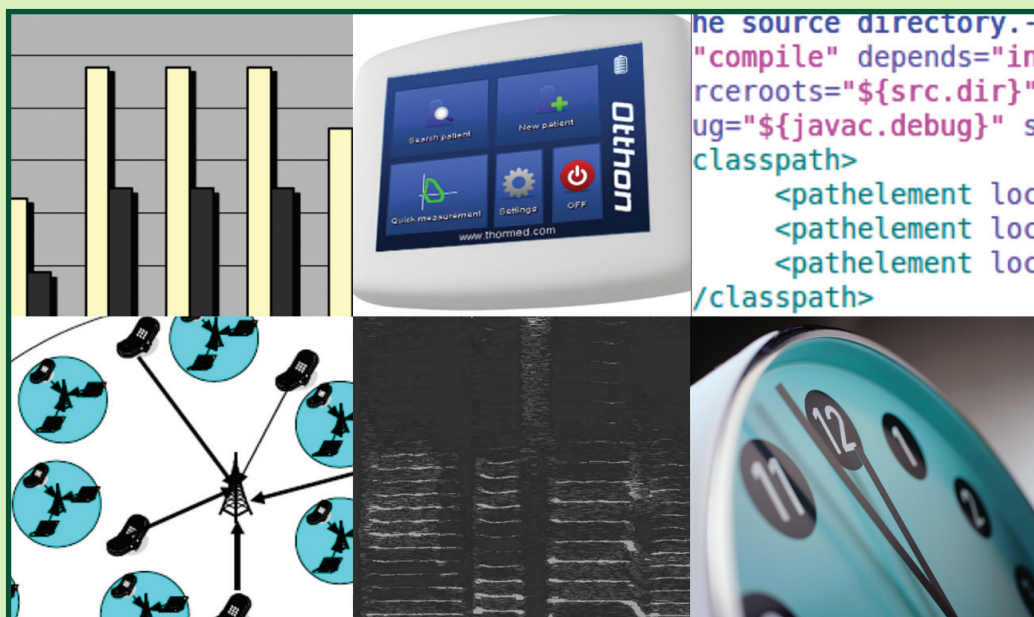 Search patient
New patient
Quick measurement
Settings
OFF
www.thormed.com
Otthon
he source directory.-
"compile" depends="in
rceroots="${src.dir}"
ug="${javac.debug}" s
classpath>
<pathelement loc
<pathelement loc
<pathelement loc
/classpath>
11
12
1
2